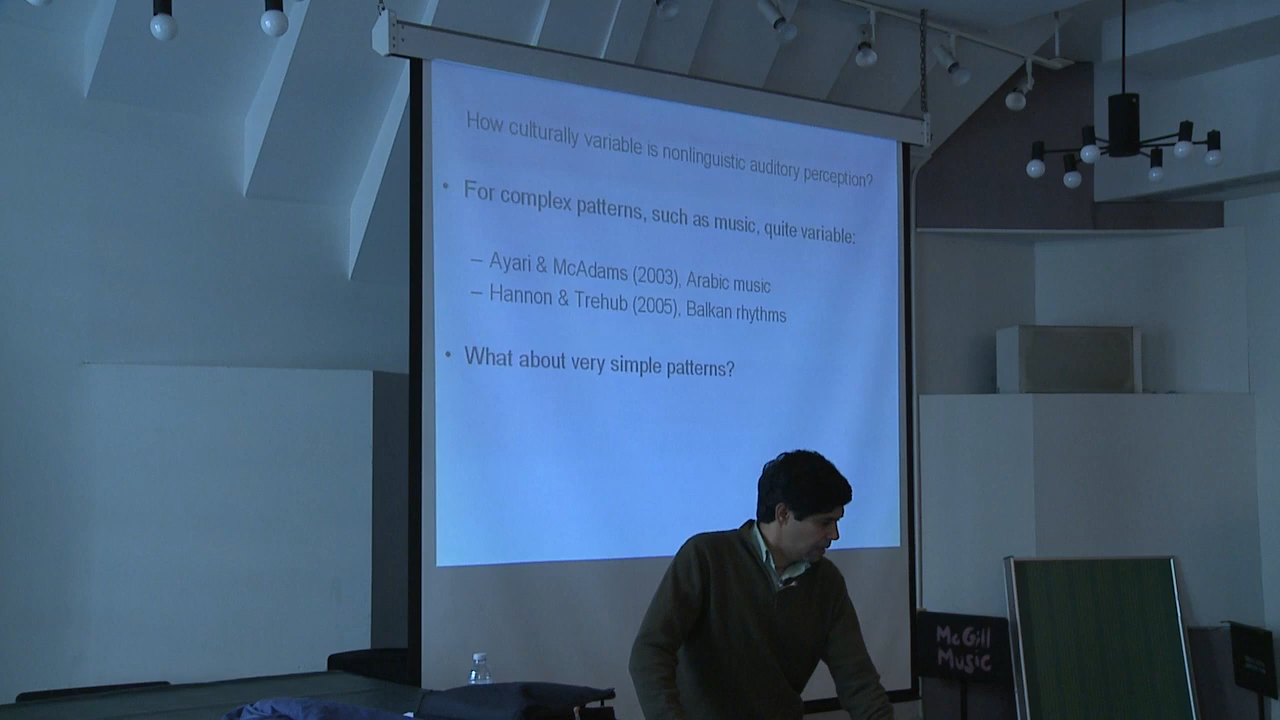 How culturally variable is nonlinguistic auditory perception?
• For complex patterns, such as music, quite variable:
– Ayari & McAdams (2003), Arabic music
– Hannon & Trehub (2005), Balkan rhythms
• What about very simple patterns?
McGill
Music